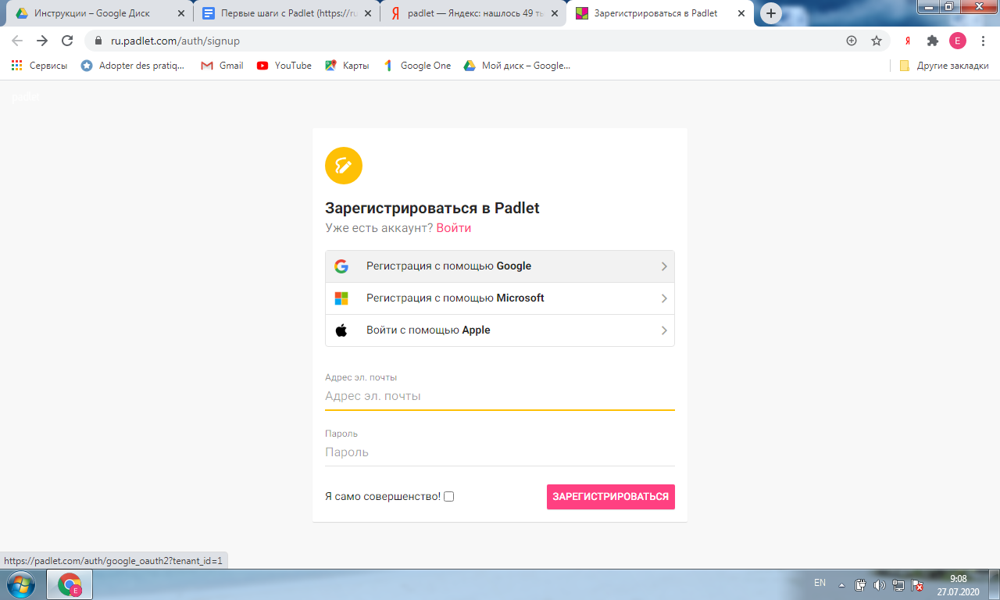 Инструкции – Google Диск
Первые шаги с Padlet (https://ru
padlet — Яндекс: нашлось 49 ты
Зарегистрироваться в Padlet
ru.padlet.com/auth/signup
Я
E
Сервисы
Adopter des pratiq...
Gmail
YouTube
Карты
Google One
Мой диск – Google...
Другие закладки
padlet
Зарегистрироваться в Padlet
Уже есть аккаунт? Войти
Регистрация с помощью Google
Регистрация с помощью Microsoft
Войти с помощью Apple
Адрес эл. почты
Адрес эл. почты
Пароль
Пароль
Я само совершенство!
ЗАРЕГИСТРИРОВАТЬСЯ
https://padlet.com/auth/google_oauth2?tenant_id=1
E
EN
9:08
27.07.2020